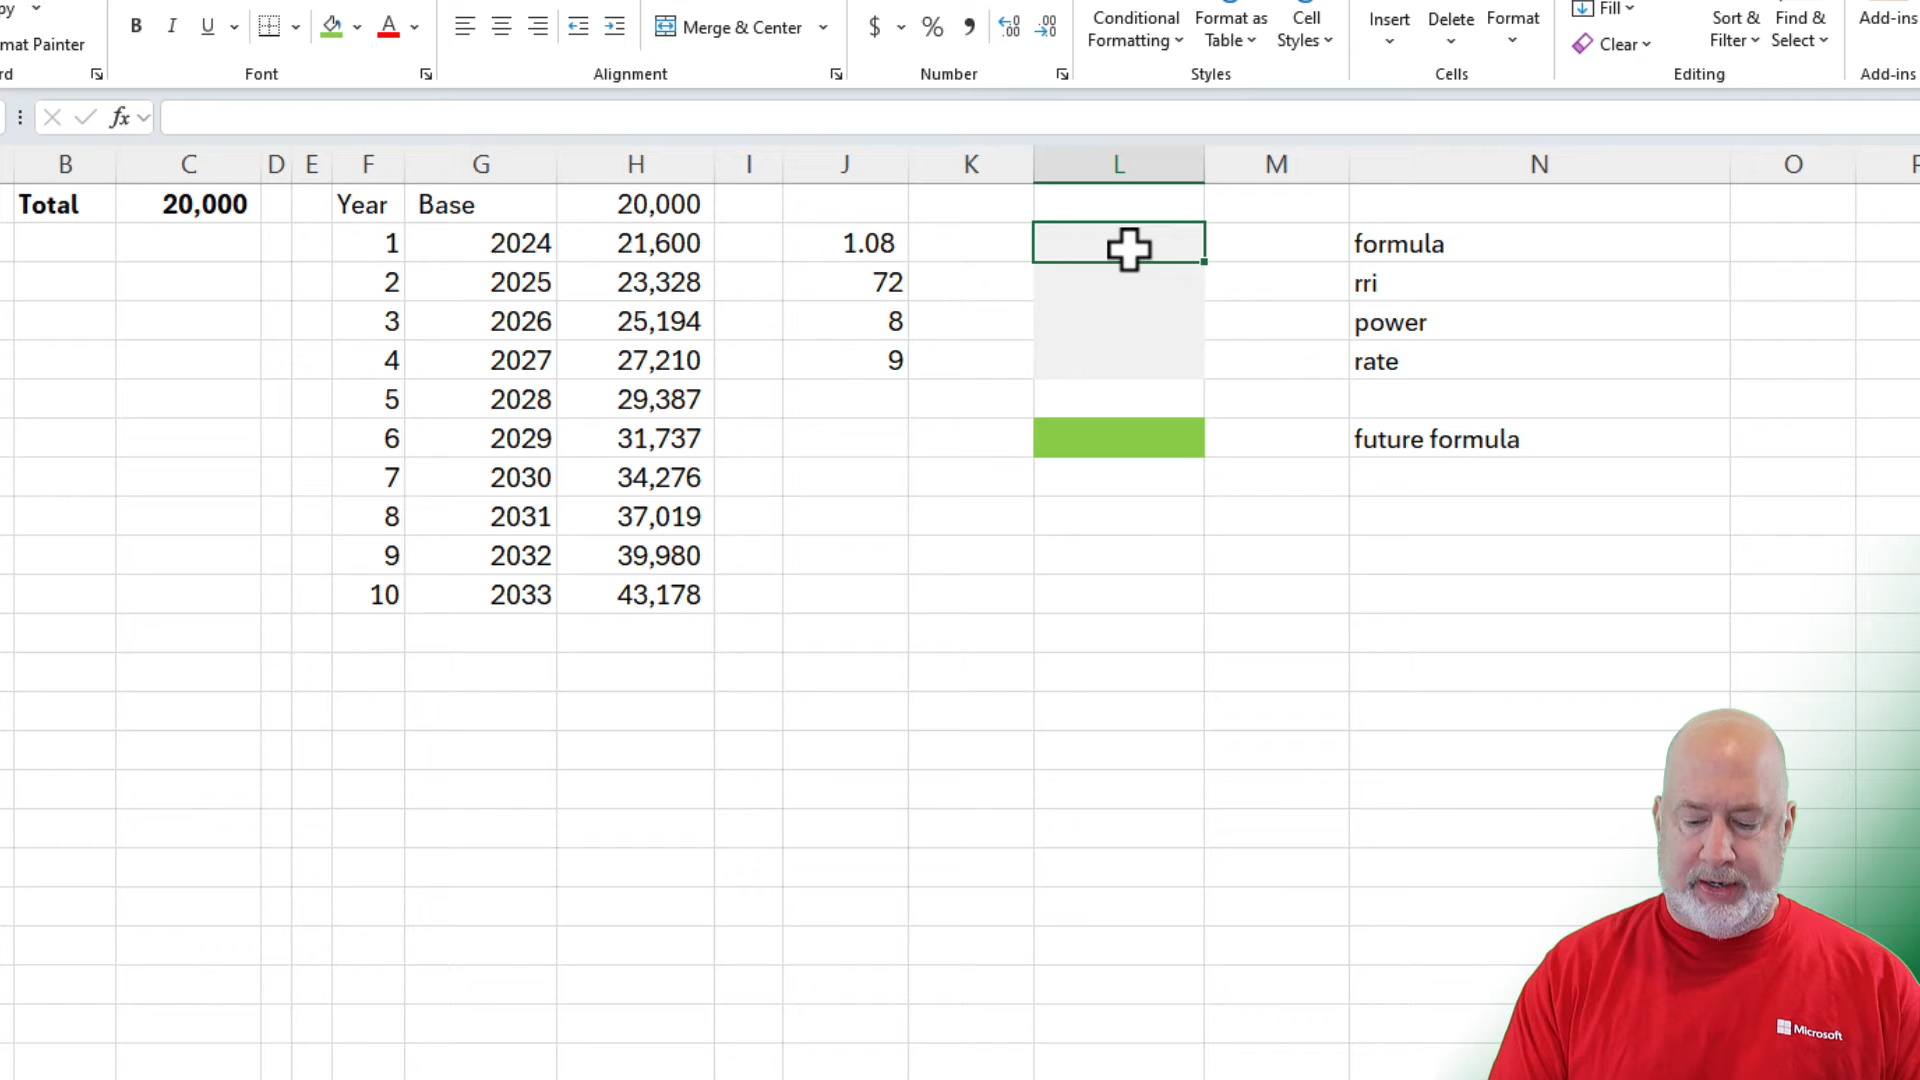 py
B I U A
Merge & Center
$ % 9 .00 .00
Conditional Formatting
Format as Table
Cell Styles
Insert
Delete
Format
Fill
Clear
Sort & Filter
Find & Select
Add-ins
mat Painter
rd
Font
Alignment
Number
Styles
Cells
Editing
Add-ins
fx
B C D E F G H I J K L M N O
Total 20,000 Year Base 20,000
1 2024 21,600 1.08 formula
2 2025 23,328 72 rri
3 2026 25,194 8 power
4 2027 27,210 9 rate
5 2028 29,387
6 2029 31,737 future formula
7 2030 34,276
8 2031 37,019
9 2032 39,980
10 2033 43,178
Microsoft